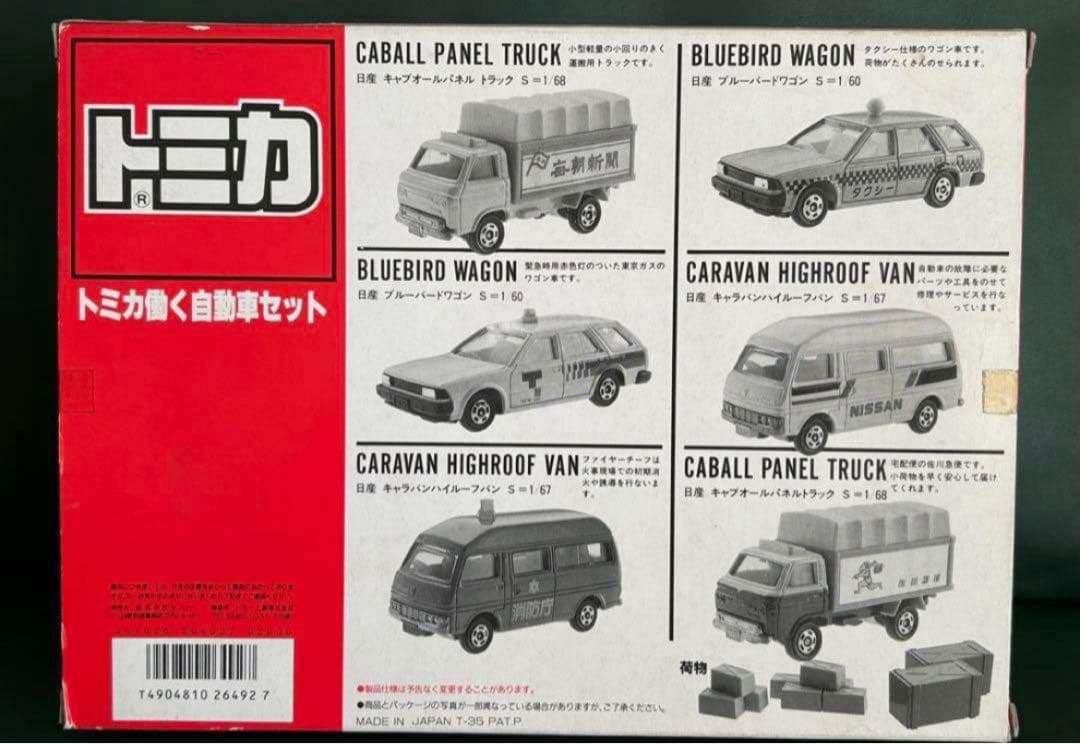 トミカ
®
トミカ働く自動車セット
T4904810 26492 7
CABALL PANEL TRUCK
小型軽量の小回りのきく
運搬用トラックです。
日産 キャブオールパネル トラック S=1/68
毎朝新聞
BLUEBIRD WAGON
タクシー仕様のワゴン車です。
荷物がたくさんのせられます。
日産 ブルーバードワゴン S=1/60
タクシー
BLUEBIRD WAGON
緊急時用赤色灯のついた東京ガスの
ワゴン車です。
日産 ブルーバードワゴン S=1/60
T
CARAVAN HIGHROOF VAN
自動車の故障に必要な
パーツや工具をのせて
修理やサービスを行な
っています。
日産 キャラバンハイルーフバン S=1/67
NISSAN
CARAVAN HIGHROOF VAN
ファイヤーチーフは
火事現場での初期消
火や誘導を行ないま
す。
日産 キャラバンハイルーフバン S=1/67
消防庁
CABALL PANEL TRUCK
宅配便の佐川急便です。
小荷物を早く安心して届け
てくれます。
日産 キャブオールパネルトラック S=1/68
佐川急便
荷物
●製品仕様は予告なく変更することがあります。
●商品とパッケージの写真が一部異なっている場合がありますが、ご了承ください。
MADE IN JAPAN T-35 PAT.P.